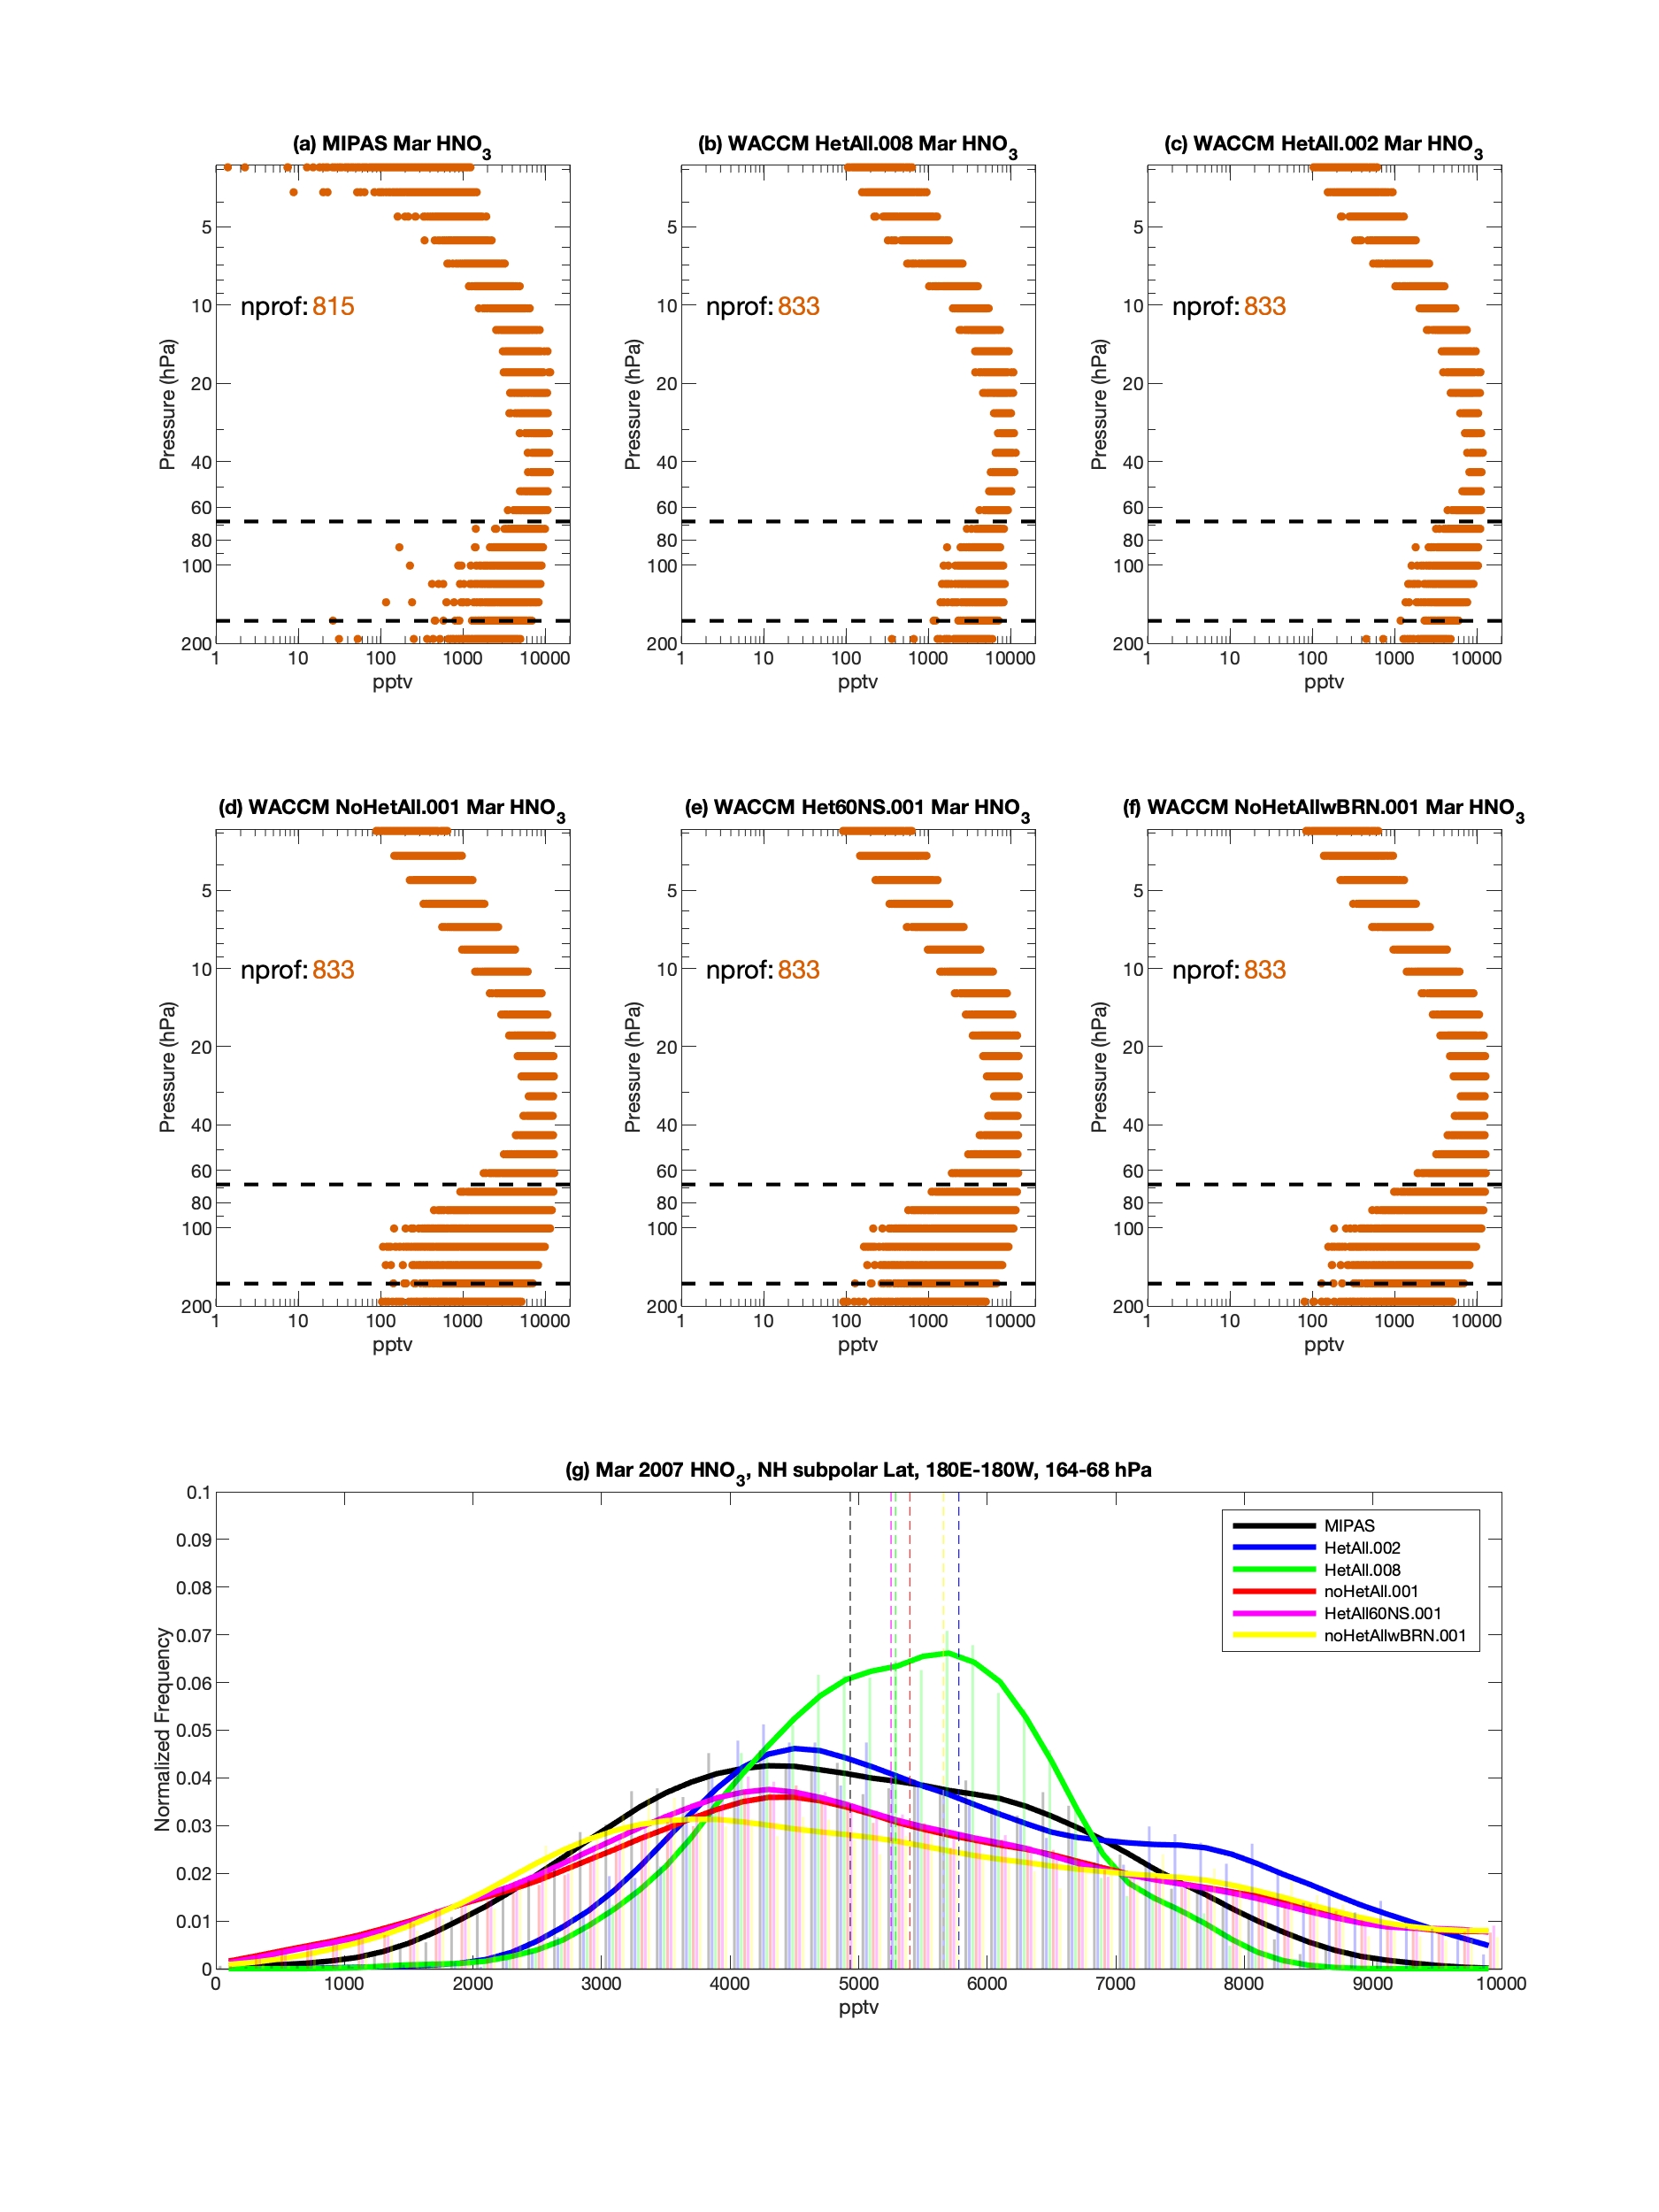 (a) MIPAS Mar HNO3
(b) WACCM HetAll.008 Mar HNO3
(c) WACCM HetAll.002 Mar HNO3
Pressure (hPa)
5
10
20
40
60
80
100
200
nprof: 815
1 10 100 1000 10000
pptv
Pressure (hPa)
5
10
20
40
60
80
100
200
nprof: 833
1 10 100 1000 10000
pptv
Pressure (hPa)
5
10
20
40
60
80
100
200
nprof: 833
1 10 100 1000 10000
pptv
(d) WACCM NoHetAll.001 Mar HNO3
(e) WACCM Het60NS.001 Mar HNO3
(f) WACCM NoHetAllwBRN.001 Mar HNO3
Pressure (hPa)
5
10
20
40
60
80
100
200
nprof: 833
1 10 100 1000 10000
pptv
Pressure (hPa)
5
10
20
40
60
80
100
200
nprof: 833
1 10 100 1000 10000
pptv
Pressure (hPa)
5
10
20
40
60
80
100
200
nprof: 833
1 10 100 1000 10000
pptv
(g) Mar 2007 HNO3, NH subpolar Lat, 180E-180W, 164-68 hPa
Normalized Frequency
0.1
0.09
0.08
0.07
0.06
0.05
0.04
0.03
0.02
0.01
0
MIPAS
HetAll.002
HetAll.008
noHetAll.001
HetAll60NS.001
noHetAllwBRN.001
0 1000 2000 3000 4000 5000 6000 7000 8000 9000 10000
pptv